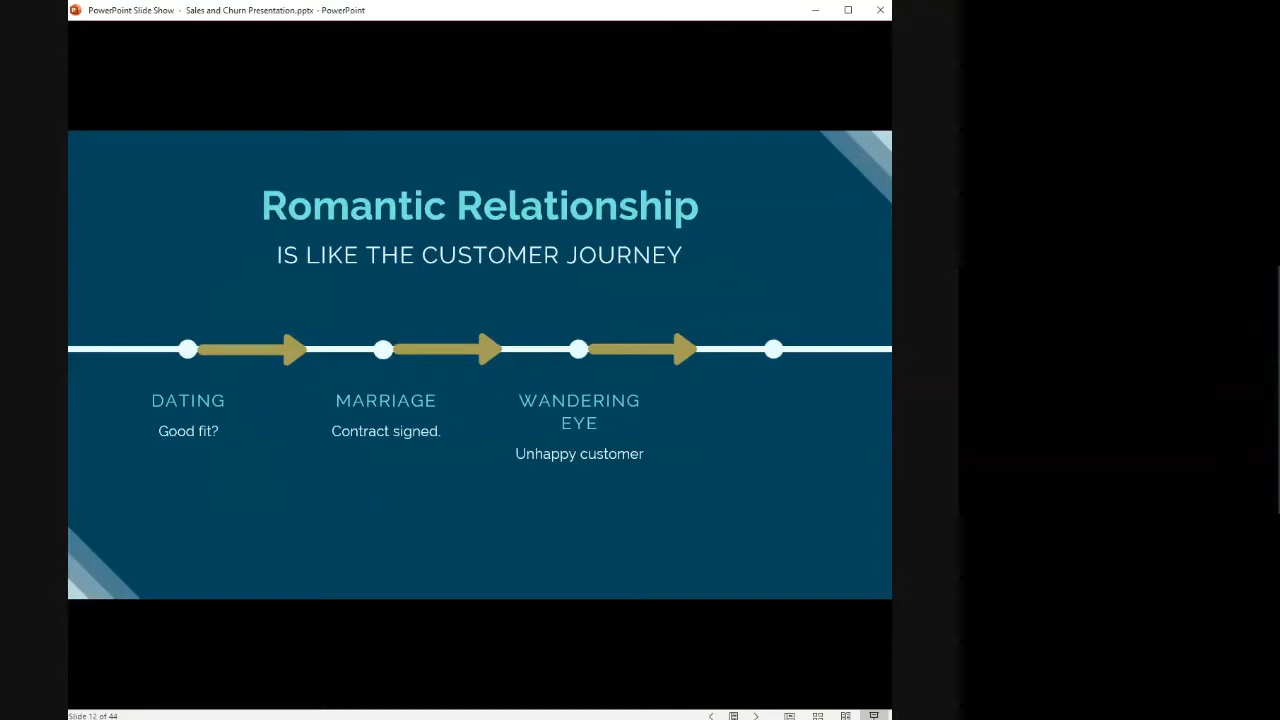 PowerPoint Slide Show - Sales and Churn Presentation.pptx - PowerPoint
Romantic Relationship
IS LIKE THE CUSTOMER JOURNEY
DATING
Good fit?
MARRIAGE
Contract signed.
WANDERING
EYE
Unhappy customer
Slide 12 of 44